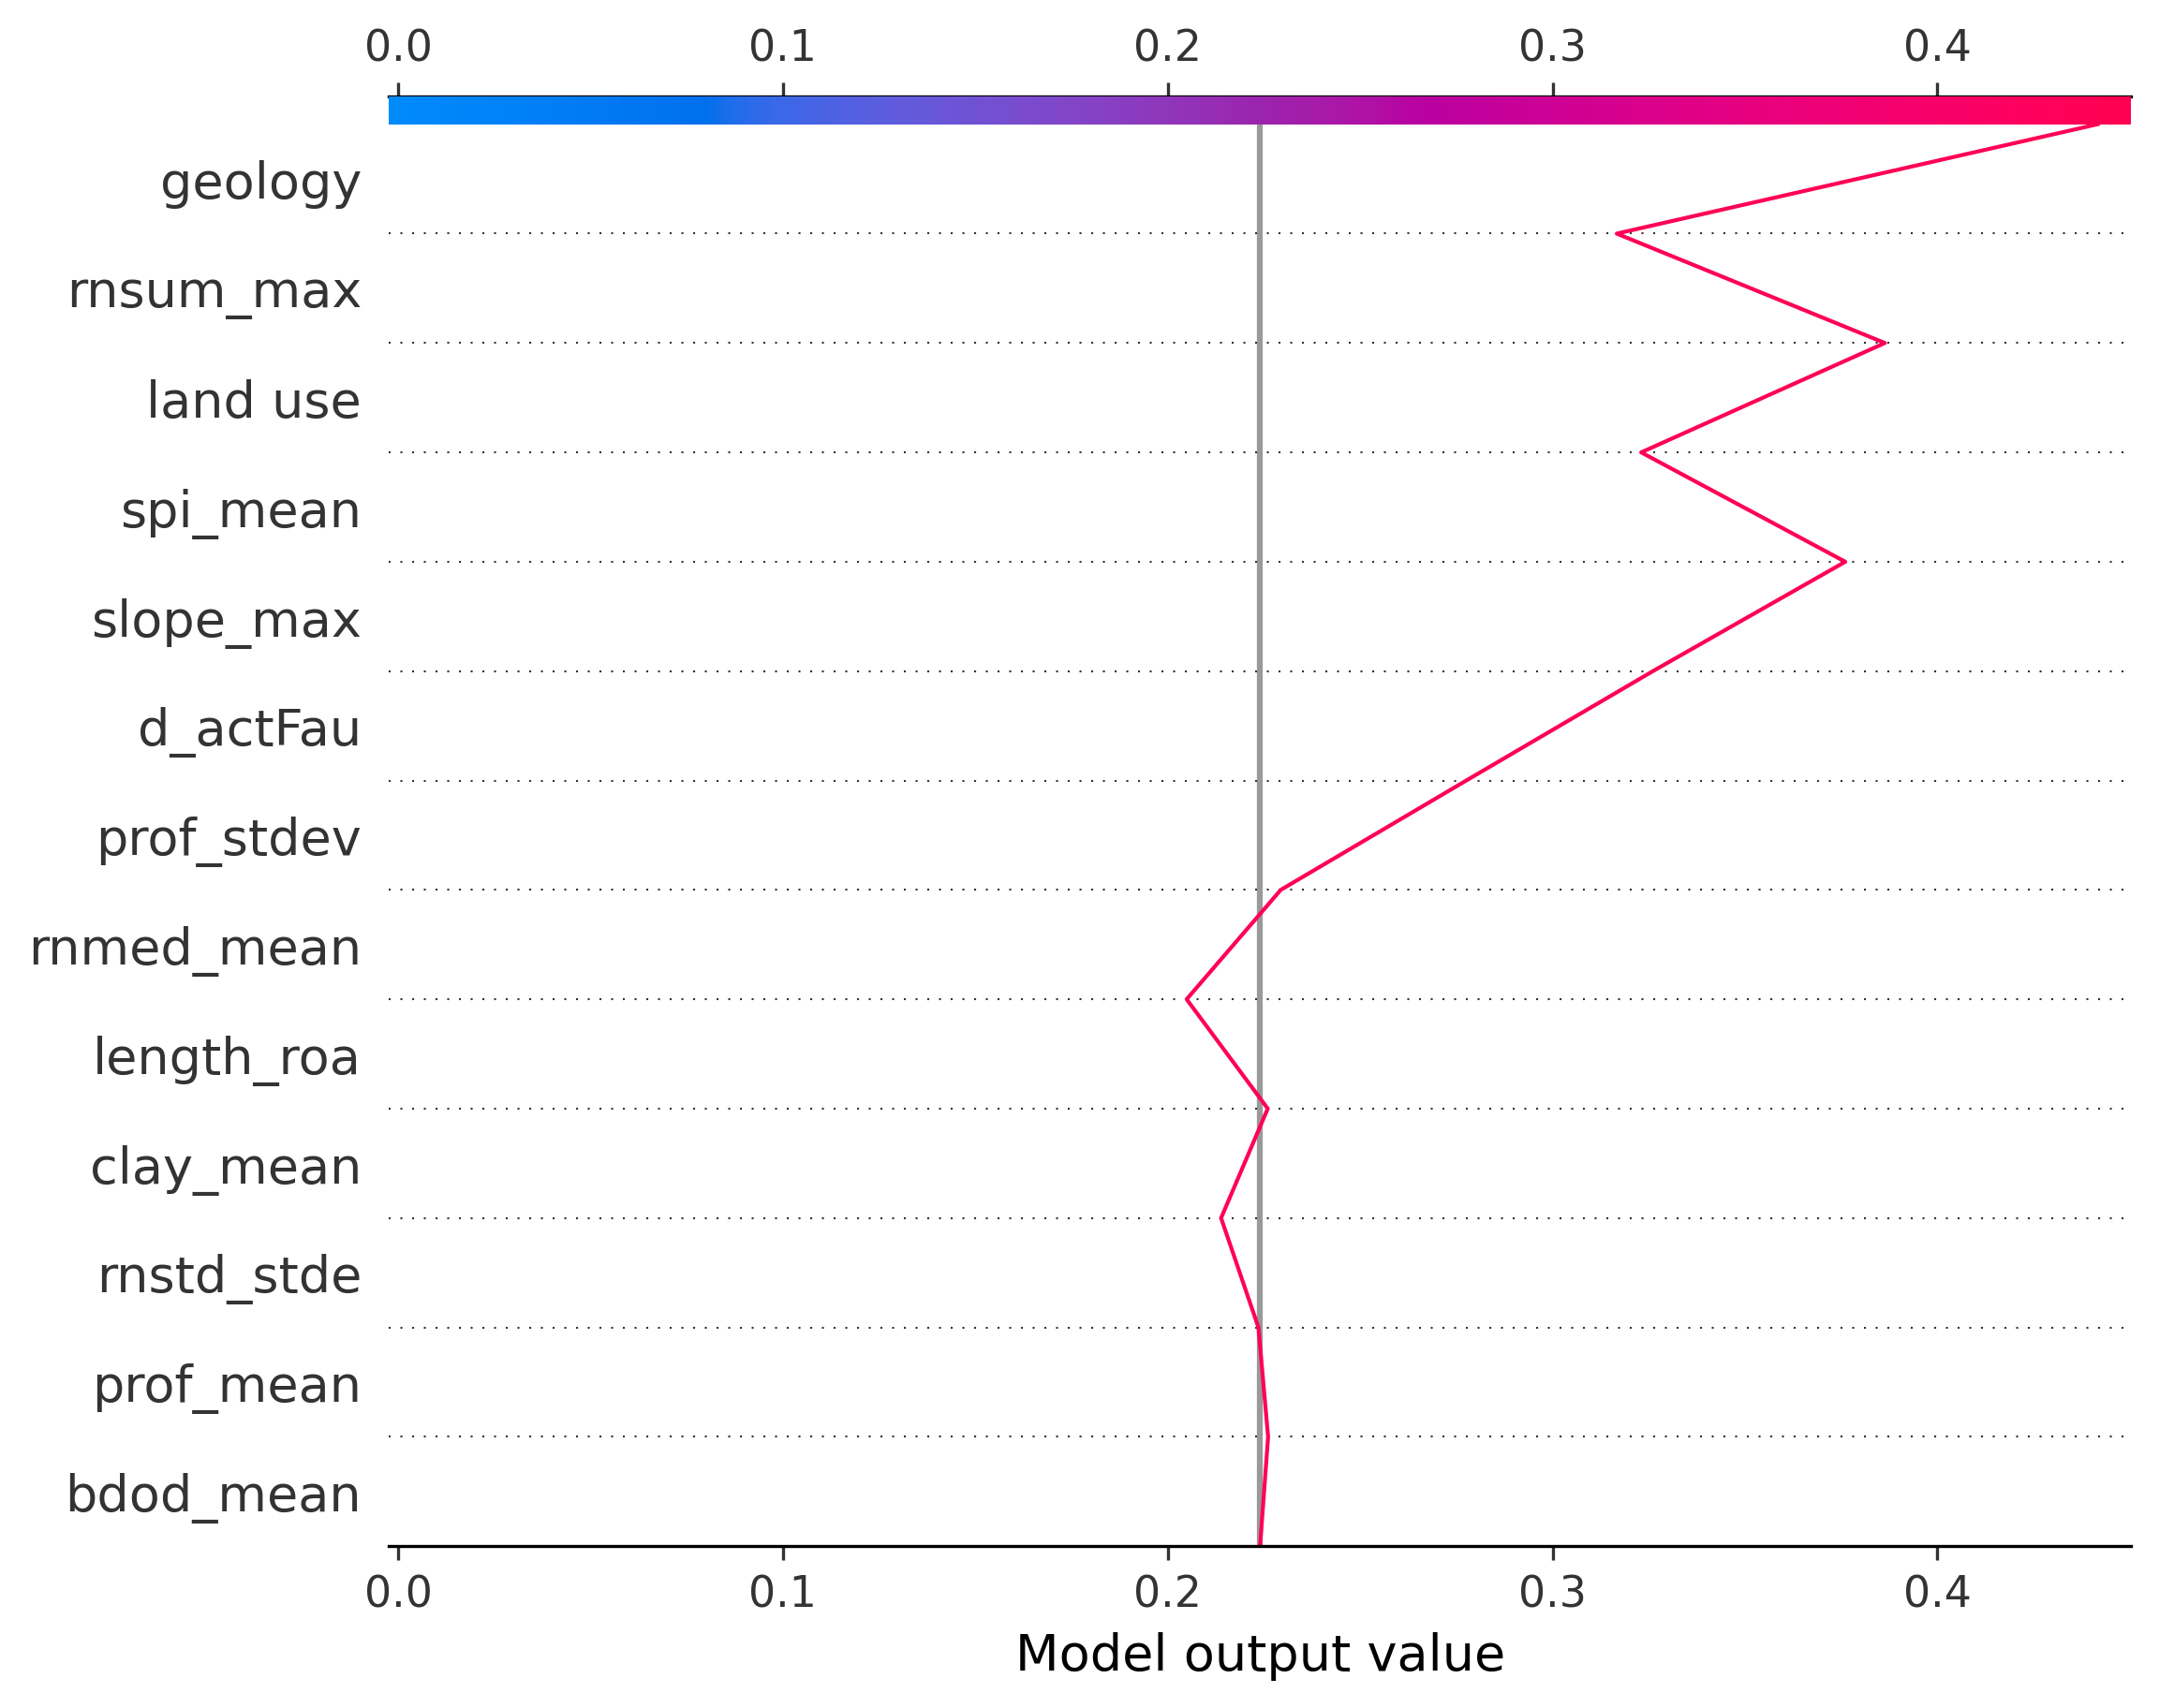 0.0 0.1 0.2 0.3 0.4
geology
rnsum_max
land use
spi_mean
slope_max
d_actFau
prof_stdev
rnmed_mean
length_roa
clay_mean
rnstd_stde
prof_mean
bdod_mean
0.0 0.1 0.2 0.3 0.4
Model output value